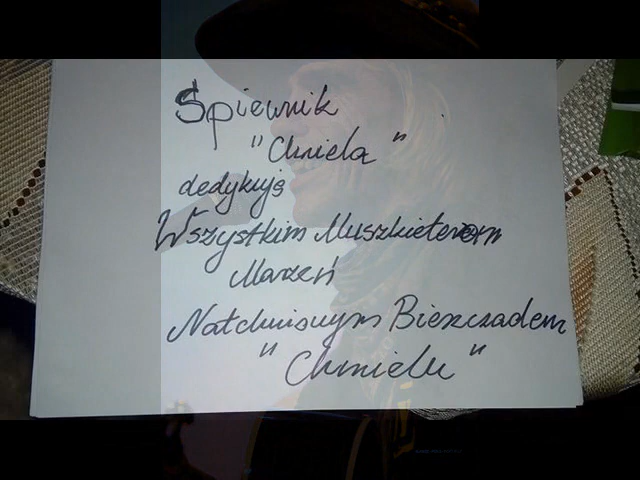 Śpiewnik
"Chmiela"
dedykuję
Wszystkim Muszkieterom
Marzeń
Natchnionym Bieszczadem
"Chmielu"